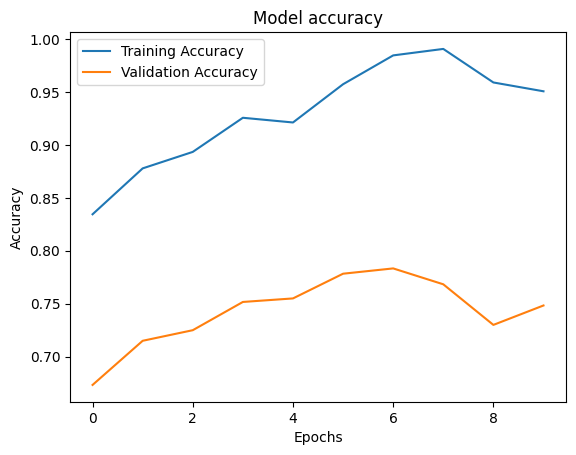 Model accuracy
Training Accuracy
Validation Accuracy
1.00
0.95
0.90
0.85
0.80
0.75
0.70
Accuracy
0 2 4 6 8
Epochs